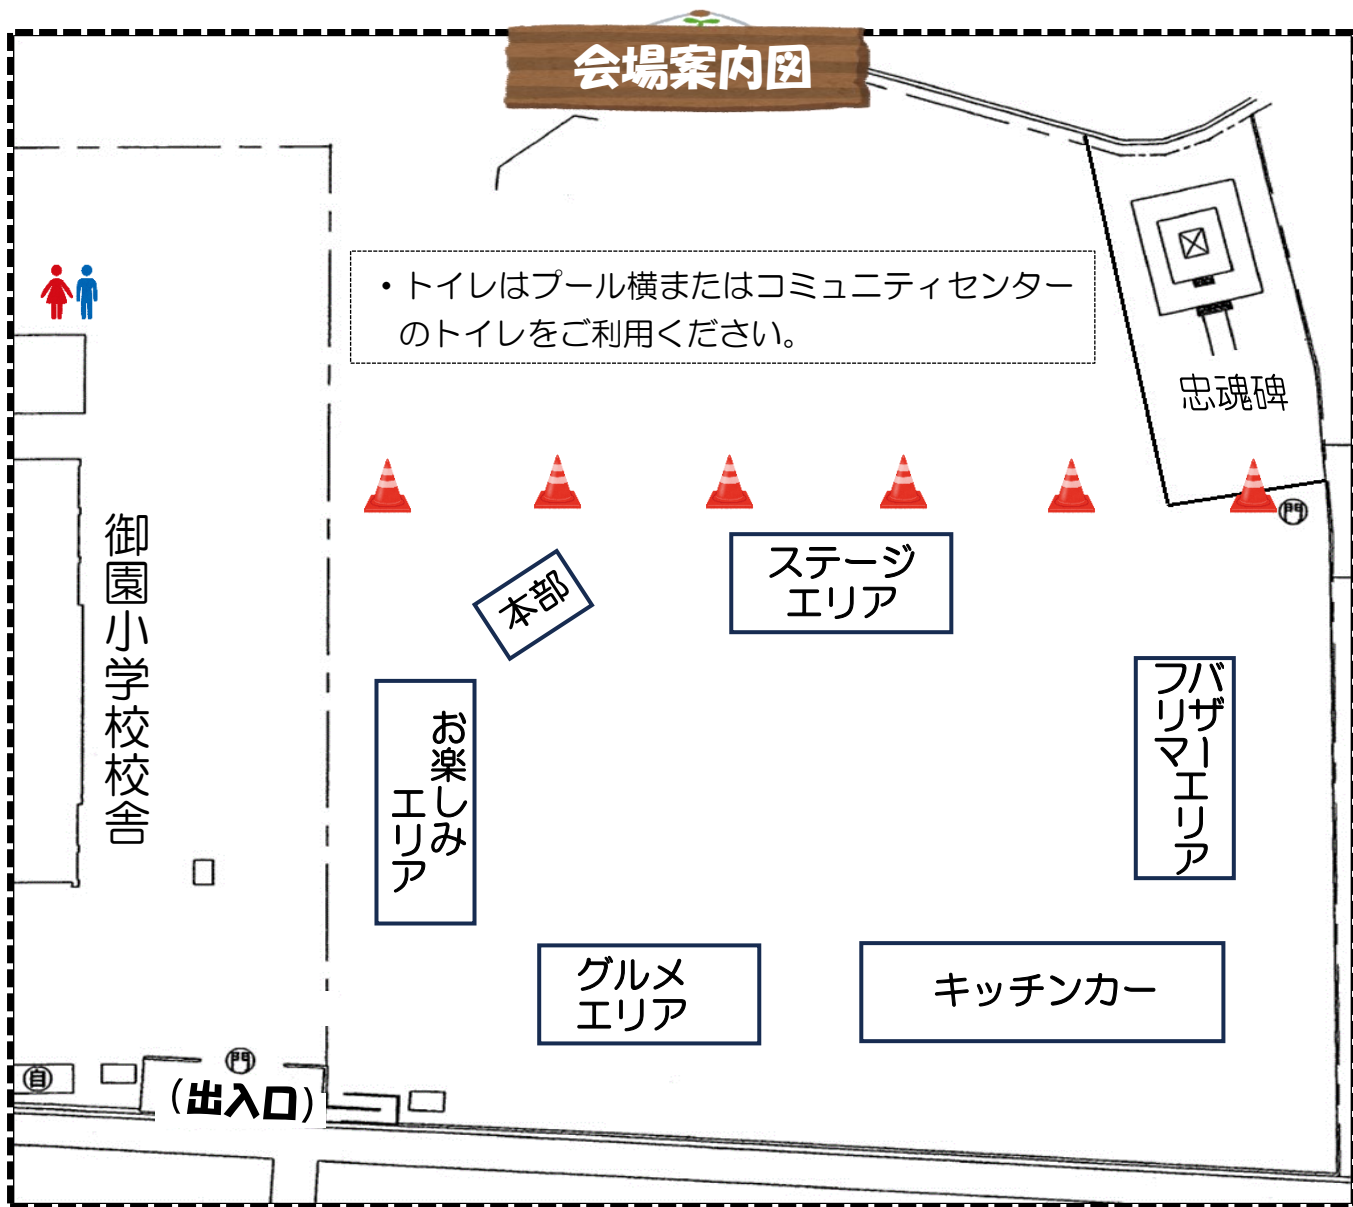 会場案内図
・トイレはプール横またはコミュニティセンター
のトイレをご利用ください。
忠魂碑
門
御園小学校校舎
本部
ステージ
エリア
バザー
フリマエリア
お楽しみ
エリア
グルメ
エリア
キッチンカー
門
自
(出入口)